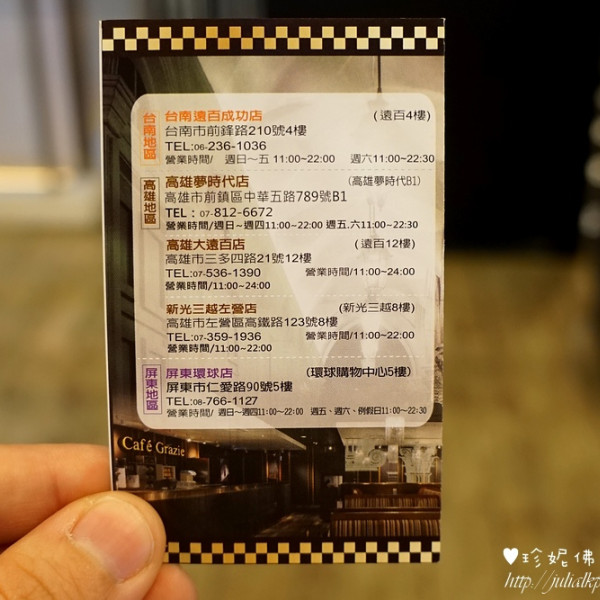 台南地區
台南遠百成功店 (遠百4樓)
台南市前鋒路210號4樓
TEL:06-236-1036
營業時間/ 週日～五 11:00~22:00 週六11:00~22:30
高雄地區
高雄夢時代店 (高雄夢時代B1)
高雄市前鎮區中華五路789號B1
TEL：07-812-6672
營業時間/週日~週四11:00~22:00 週五.六11:00~22:30
高雄大遠百店 (遠百12樓)
高雄市三多四路21號12樓
TEL:07-536-1390 營業時間/11:00~24:00
營業時間/11:00~24:00
新光三越左營店 (新光三越8樓)
高雄市左營區高鐵路123號8樓
TEL:07-359-1936 營業時間/11:00~22:00
營業時間/11:00~22:00
屏東地區
屏東環球店 (環球購物中心5樓)
屏東市仁愛路90號5樓
TEL:08-766-1127
營業時間/ 週日～週四11:00~22:00 週五、週六、例假日11:00~22:30
Café Grazie
♥珍妮佛
http://julialkp